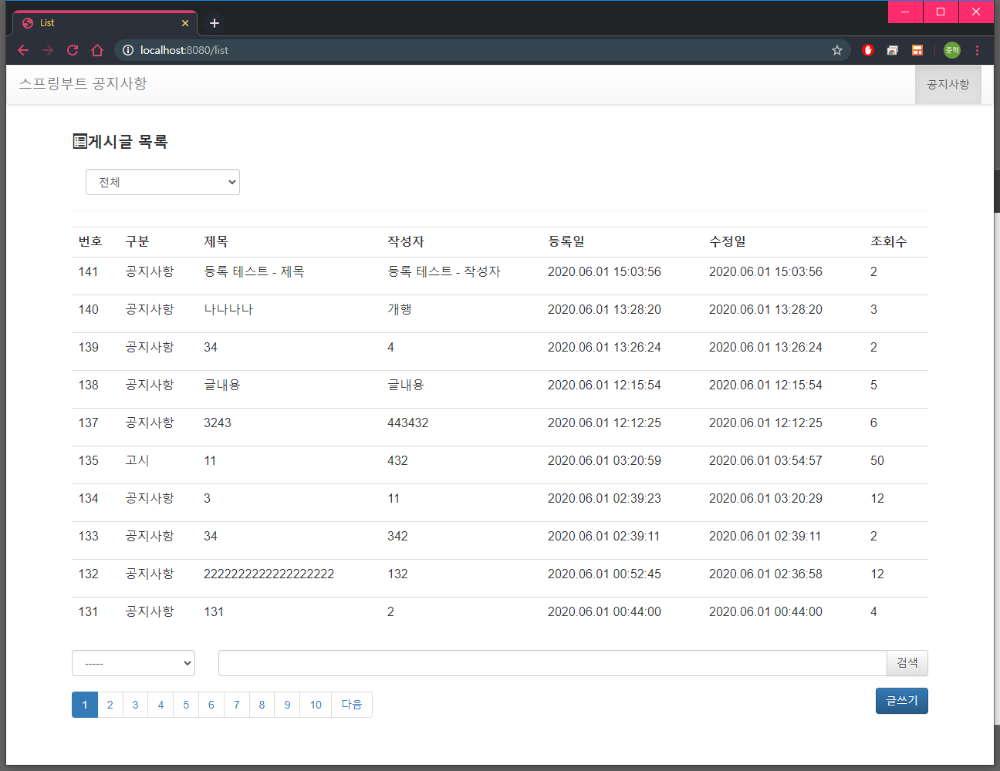 List
localhost:8080/list
준혁
스프링부트 공지사항
공지사항
게시글 목록
전체
번호 구분 제목 작성자 등록일 수정일 조회수
141 공지사항 등록 테스트 - 제목 등록 테스트 - 작성자 2020.06.01 15:03:56 2020.06.01 15:03:56 2
140 공지사항 나나나나 개행 2020.06.01 13:28:20 2020.06.01 13:28:20 3
139 공지사항 34 4 2020.06.01 13:26:24 2020.06.01 13:26:24 2
138 공지사항 글내용 글내용 2020.06.01 12:15:54 2020.06.01 12:15:54 5
137 공지사항 3243 443432 2020.06.01 12:12:25 2020.06.01 12:12:25 6
135 고시 11 432 2020.06.01 03:20:59 2020.06.01 03:54:57 50
134 공지사항 3 11 2020.06.01 02:39:23 2020.06.01 03:20:29 12
133 공지사항 34 342 2020.06.01 02:39:11 2020.06.01 02:39:11 2
132 공지사항 2222222222222222222 132 2020.06.01 00:52:45 2020.06.01 02:36:58 12
131 공지사항 131 2 2020.06.01 00:44:00 2020.06.01 00:44:00 4
----- 검색
1 2 3 4 5 6 7 8 9 10 다음 글쓰기